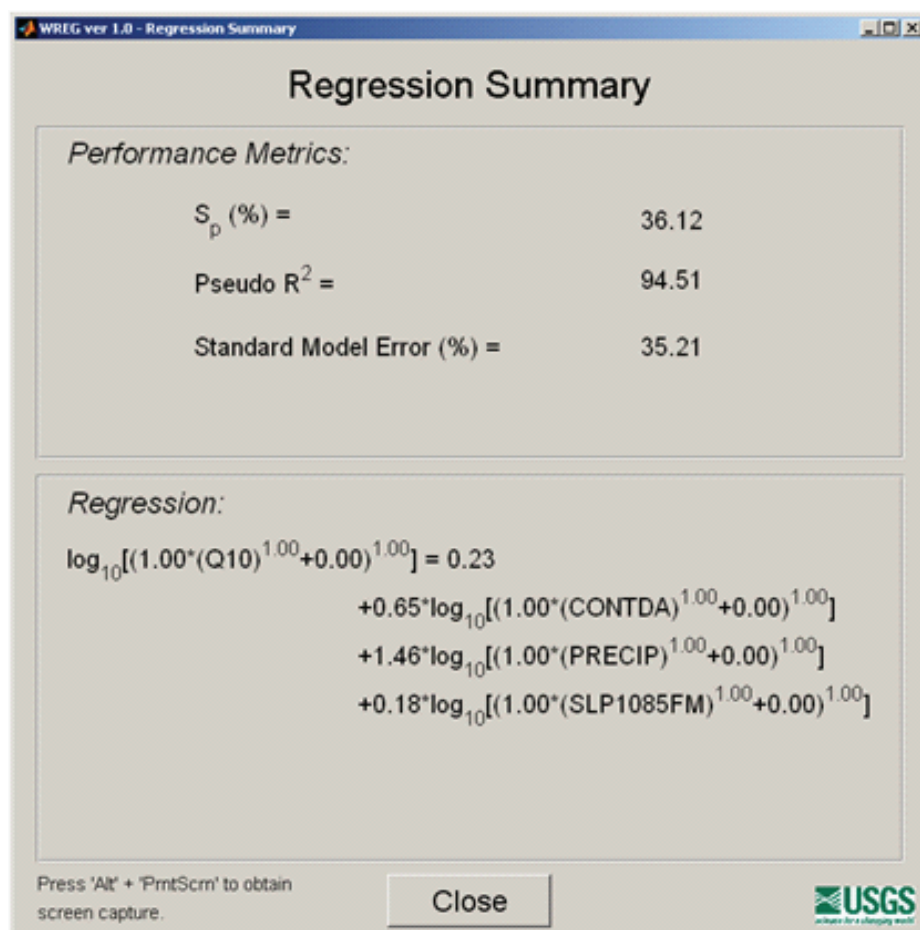 WREG ver 1.0 - Regression Summary
Regression Summary
Performance Metrics:
Sₚ (%) = 36.12
Pseudo R² = 94.51
Standard Model Error (%) = 35.21
Regression:
log₁₀[(1.00*(Q10)^1.00+0.00)^1.00] = 0.23
+0.65*log₁₀[(1.00*(CONTDA)^1.00+0.00)^1.00]
+1.46*log₁₀[(1.00*(PRECIP)^1.00+0.00)^1.00]
+0.18*log₁₀[(1.00*(SLP1085FM)^1.00+0.00)^1.00]
Press 'Alt' + 'PrntScrn' to obtain
screen capture.
Close
USGS
science for a changing world